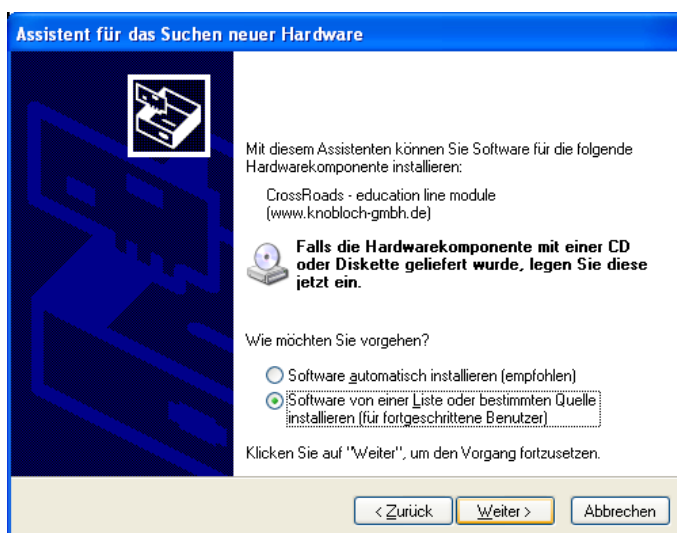 Assistent für das Suchen neuer Hardware
Mit diesem Assistenten können Sie Software für die folgende
Hardwarekomponente installieren:
CrossRoads - education line module
(www.knobloch-gmbh.de)
Falls die Hardwarekomponente mit einer CD
oder Diskette geliefert wurde, legen Sie diese
jetzt ein.
Wie möchten Sie vorgehen?
Software automatisch installieren (empfohlen)
Software von einer Liste oder bestimmten Quelle
installieren (für fortgeschrittene Benutzer)
Klicken Sie auf "Weiter", um den Vorgang fortzusetzen.
< Zurück Weiter > Abbrechen